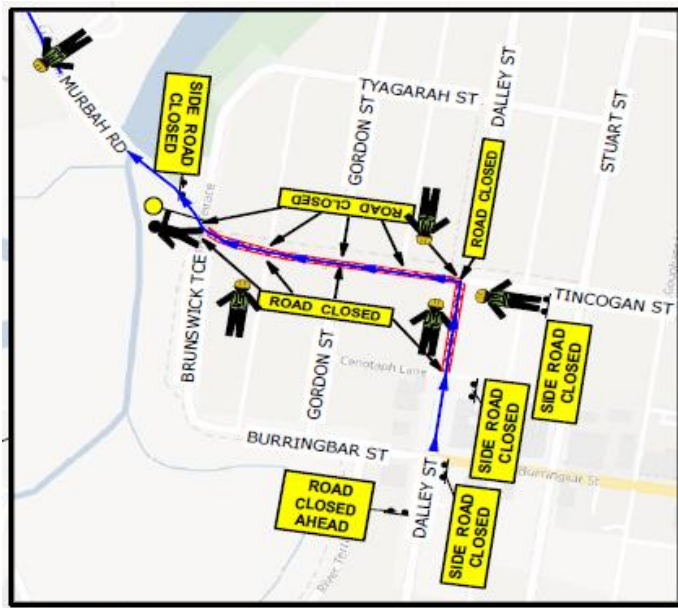 MURBAH RD
SIDE ROAD
CLOSED
TYAGARAH ST
GORDON ST
DALLEY ST
STUART ST
ROAD CLOSED
ROAD CLOSED
ROAD CLOSED
BRUNSWICK TCE
GORDON ST
TINCOGAN ST
Cenotaph Lane
SIDE ROAD
CLOSED
SIDE ROAD
CLOSED
BURRINGBAR ST
Burringbar St
ROAD
CLOSED
AHEAD
DALLEY ST
SIDE ROAD
CLOSED